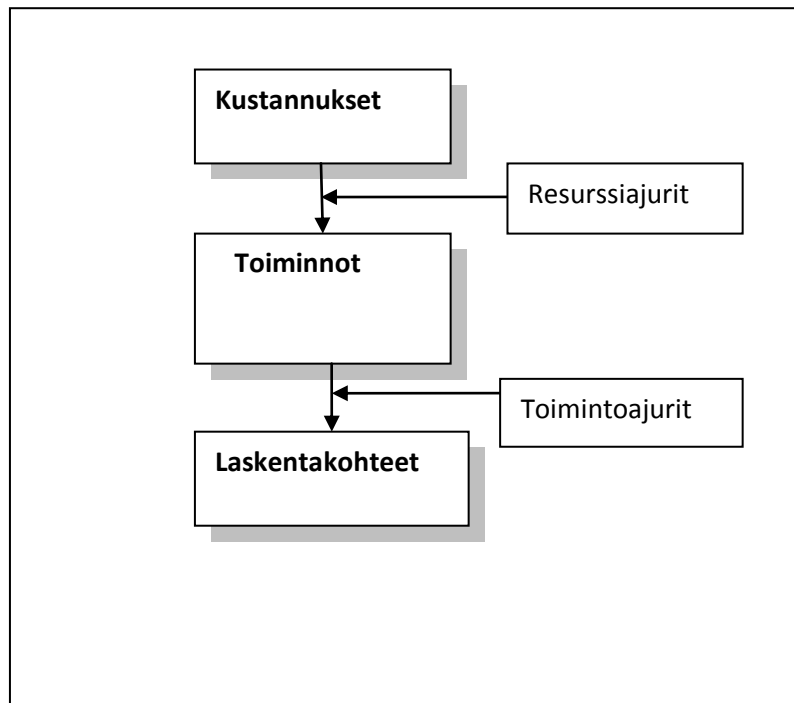 Kustannukset
Resurssiajurit
Toiminnot
Toimintoajurit
Laskentakohteet